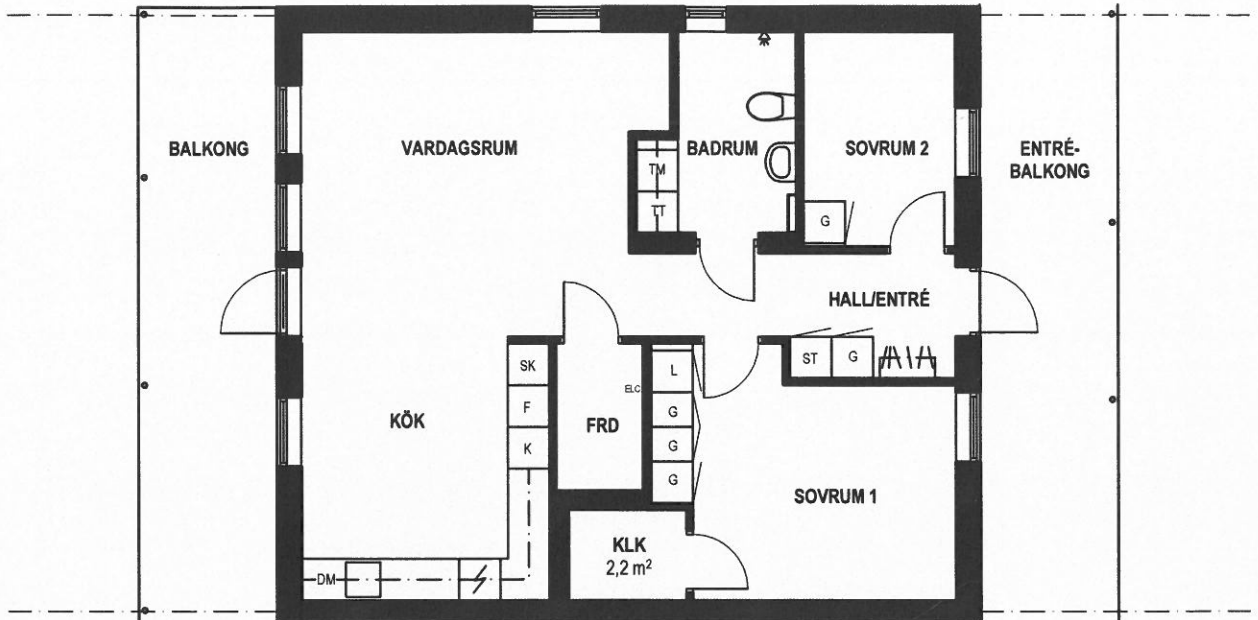 BALKONG
VARDAGSRUM
BADRUM
SOVRUM 2
ENTRÉ-
BALKONG
TM
TT
G
HALL/ENTRÉ
ST
G
SK
F
K
KÖK
ELC
FRD
L
G
G
G
SOVRUM 1
KLK
2,2 m²
DM